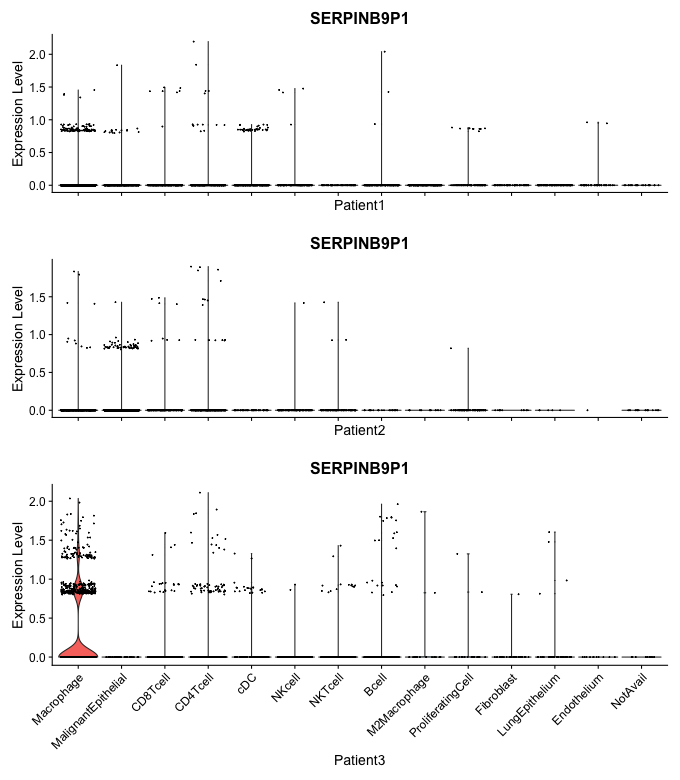 SERPINB9P1
Expression Level
2.0
1.5
1.0
0.5
0.0
Patient1
SERPINB9P1
Expression Level
1.5
1.0
0.5
0.0
Patient2
SERPINB9P1
Expression Level
2.0
1.5
1.0
0.5
0.0
Macrophage
MalignantEpithelial
CD8Tcell
CD4Tcell
cDC
NKcell
NKTcell
Bcell
M2Macrophage
ProliferatingCell
Fibroblast
LungEpithelium
Endothelium
NotAvail
Patient3